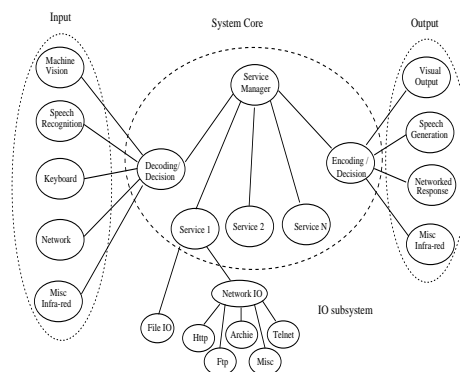 Input
System Core
Output
Machine
Vision
Speech
Recognition
Keyboard
Network
Misc
Infra-red
Decoding/
Decision
Service
Manager
Service 1
Service 2
Service N
Encoding /
Decision
Visual
Output
Speech
Generation
Networked
Response
Misc
Infra-red
Network IO
IO subsystem
File IO
Http
Ftp
Archie
Misc
Telnet